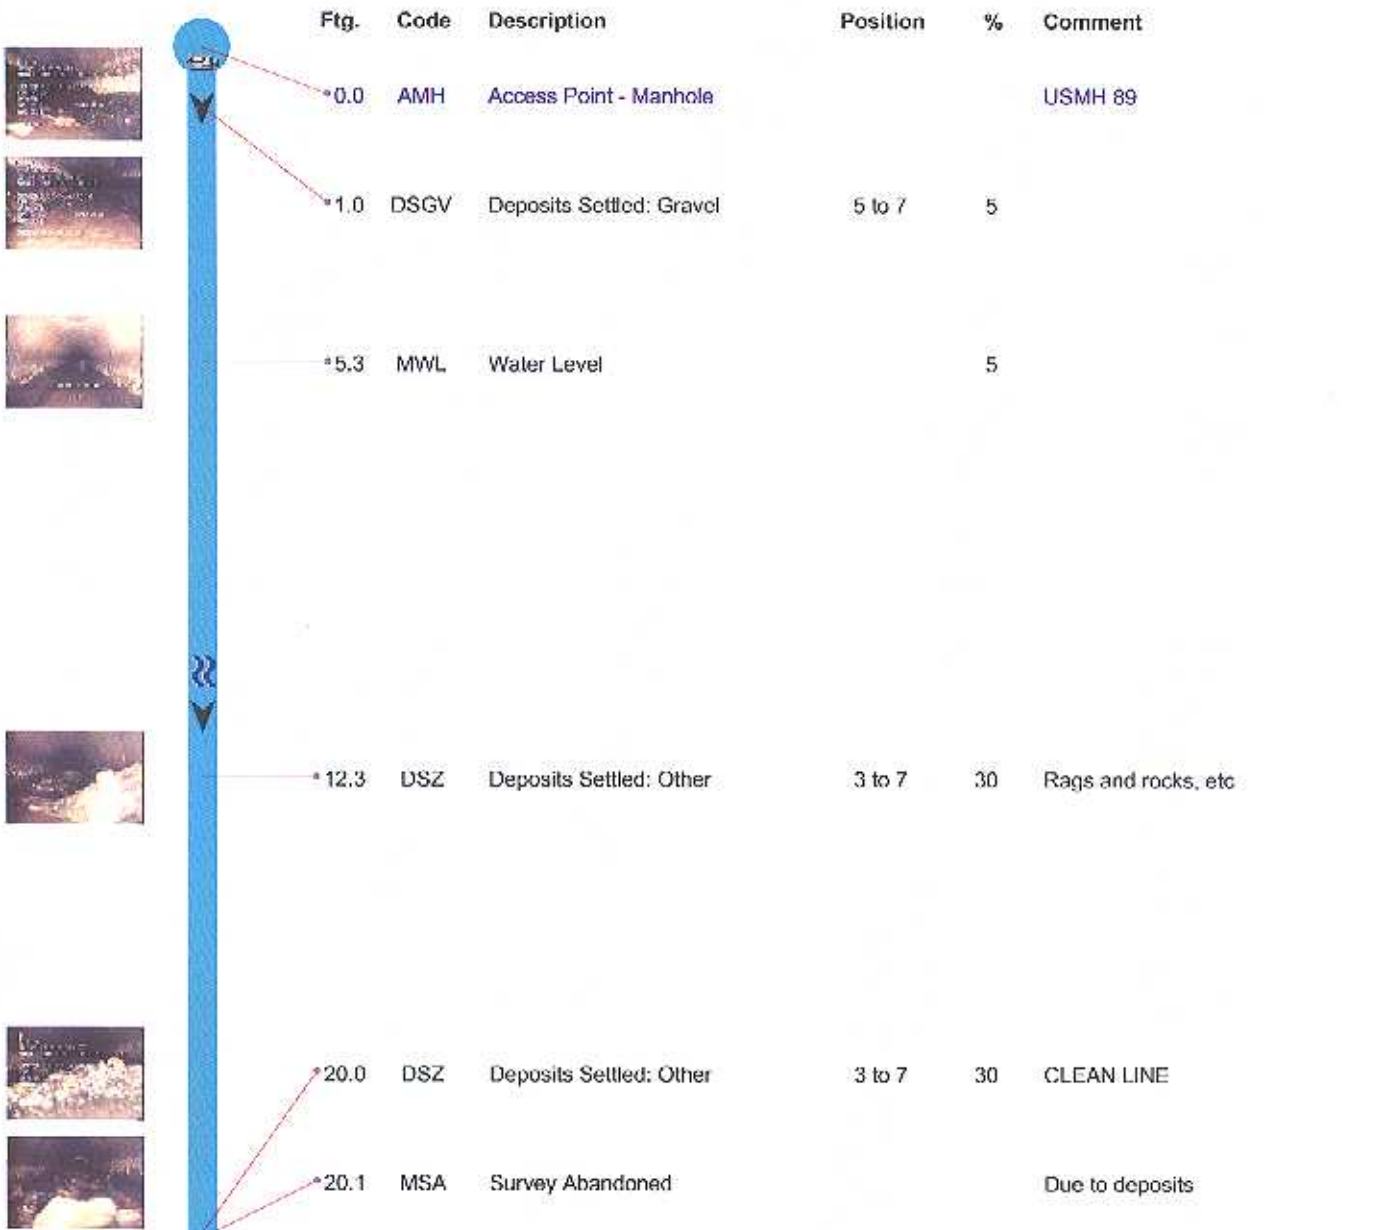 Ftg. Code Description Position % Comment
0.0 AMH Access Point - Manhole USMH 89
1.0 DSGV Deposits Settled: Gravel 5 to 7 5
5.3 MWL Water Level 5
12.3 DSZ Deposits Settled: Other 3 to 7 30 Rags and rocks, etc
20.0 DSZ Deposits Settled: Other 3 to 7 30 CLEAN LINE
20.1 MSA Survey Abandoned Due to deposits